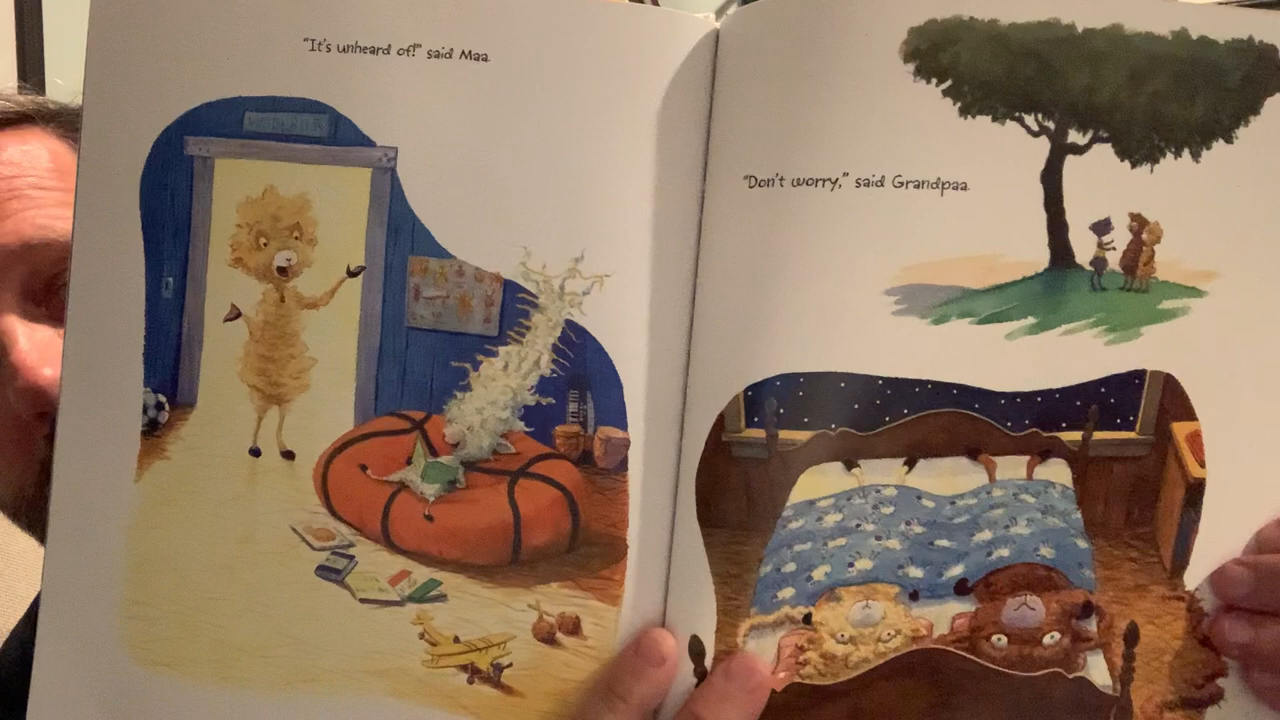 "It's unheard of!" said Maa.
"Don't worry," said Grandpaa.